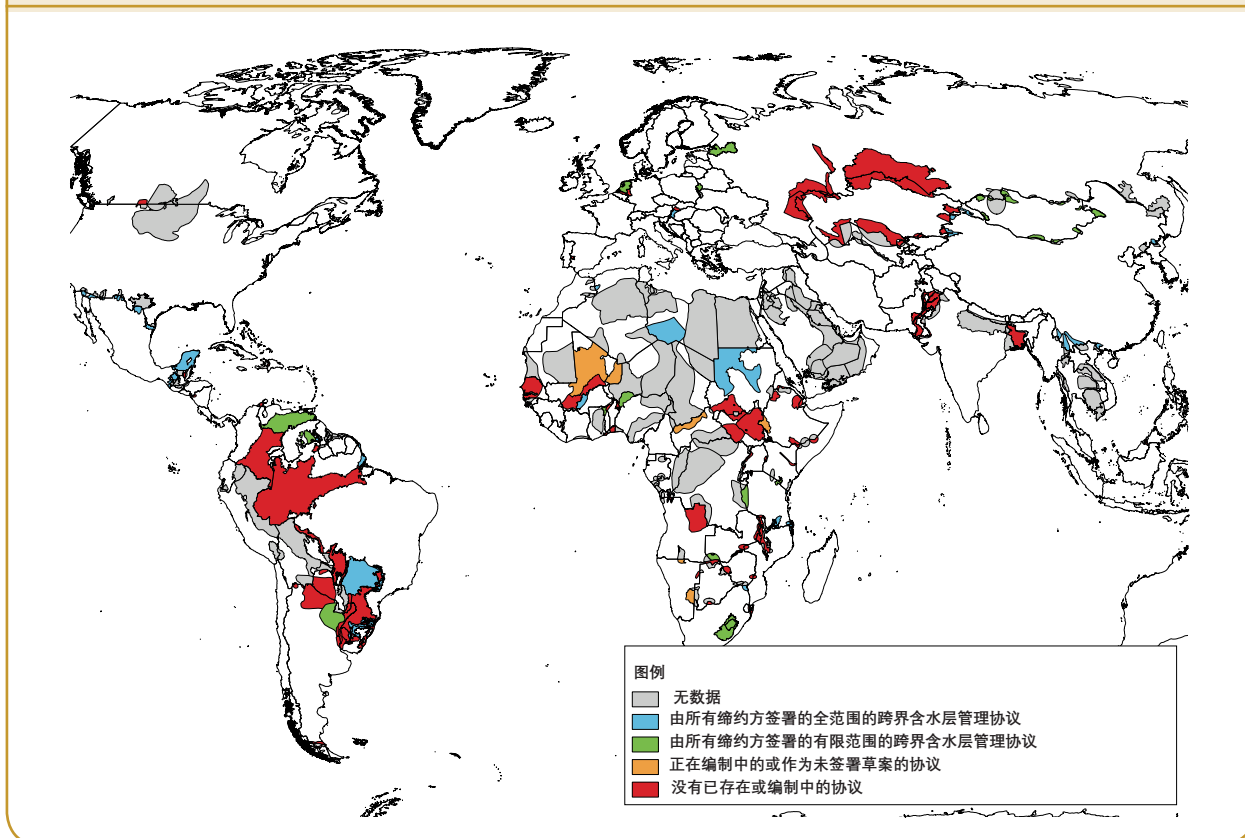 图例
无数据
由所有缔约方签署的全范围的跨界含水层管理协议
由所有缔约方签署的有限范围的跨界含水层管理协议
正在编制中的或作为未签署草案的协议
没有已存在或编制中的协议